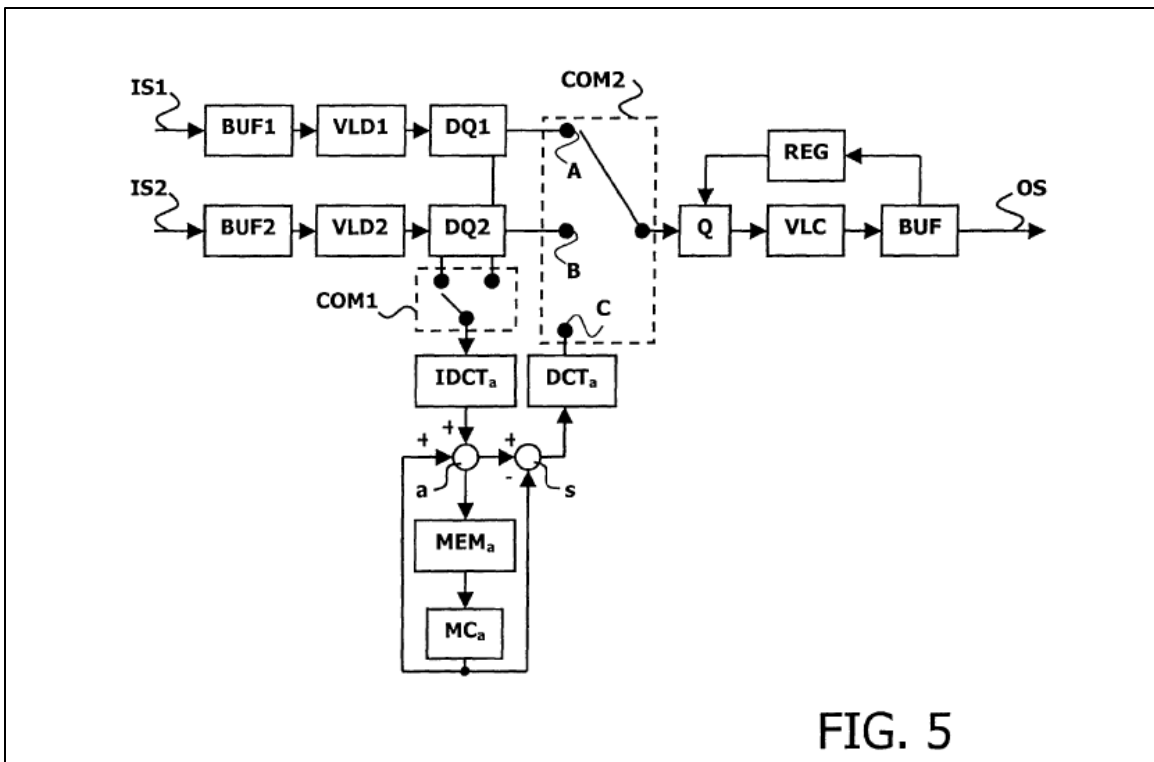 COM2
IS1
BUF1 VLD1 DQ1
A
REG
OS
IS2
BUF2 VLD2 DQ2
B
Q VLC BUF
COM1
C
IDCTa DCTa
+ + +
a - s
MEMa
MCa
FIG. 5